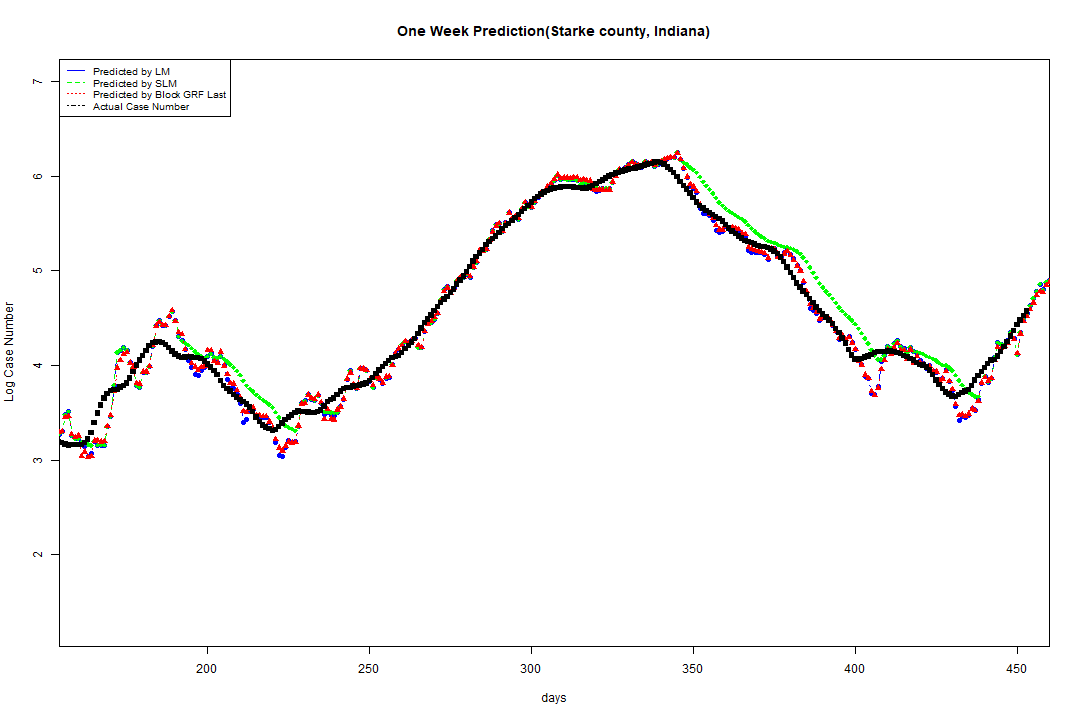 One Week Prediction(Starke county, Indiana)
Predicted by LM
Predicted by SLM
Predicted by Block GRF Last
Actual Case Number
Log Case Number
7
6
5
4
3
2
200 250 300 350 400 450
days